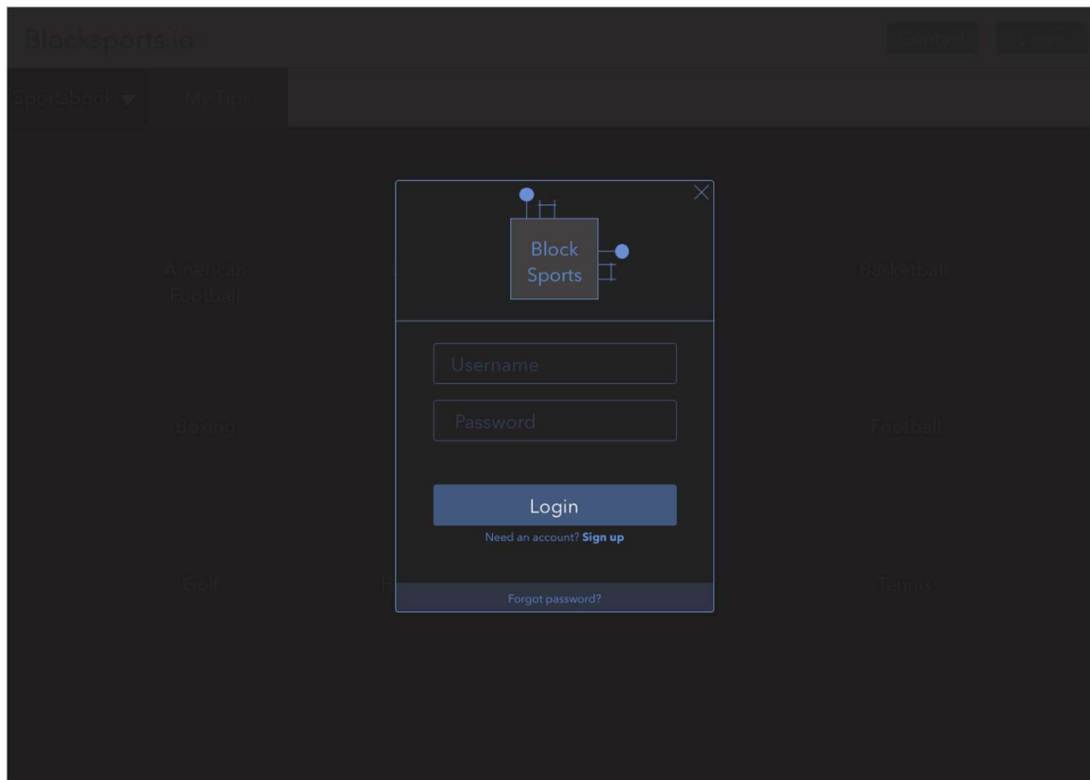 Blocksports.io
Sportsbook
My Tips
Block
Sports
American
Football
Basketball
Username
Password
Boxing
Football
Login
Need an account? Sign up
Golf
Tennis
Forgot password?